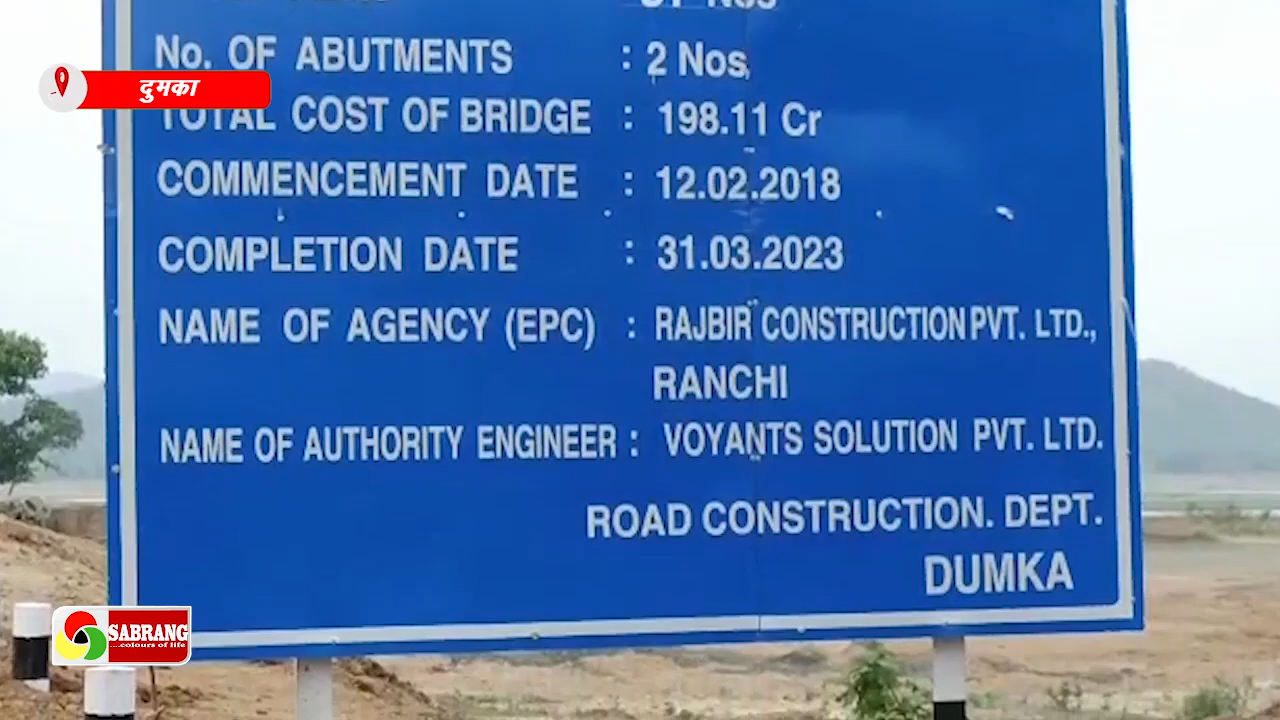 No. OF ABUTMENTS : 2 Nos
दुमका
TOTAL COST OF BRIDGE : 198.11 Cr
COMMENCEMENT DATE : 12.02.2018
COMPLETION DATE : 31.03.2023
NAME OF AGENCY (EPC) : RAJBIR CONSTRUCTION PVT. LTD.,
RANCHI
NAME OF AUTHORITY ENGINEER : VOYANTS SOLUTION PVT. LTD.
ROAD CONSTRUCTION. DEPT.
DUMKA
SABRANG
...colours of life